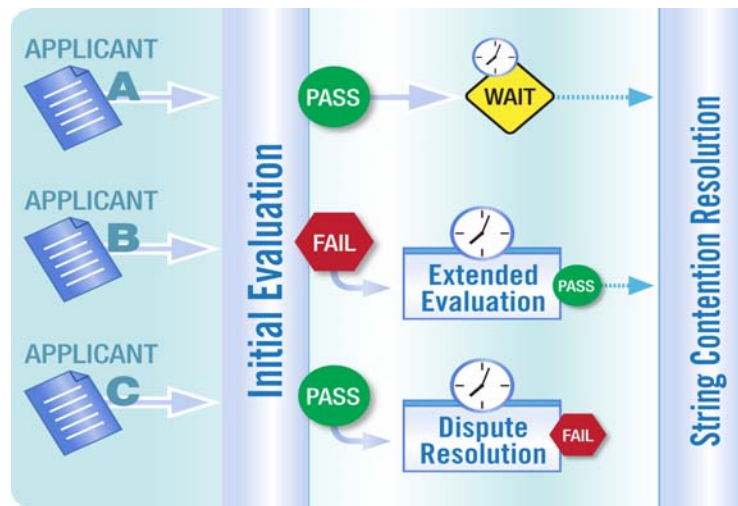 APPLICANT
A
PASS
WAIT
APPLICANT
B
FAIL
Extended
Evaluation
PASS
APPLICANT
C
PASS
Dispute
Resolution
FAIL
Initial Evaluation
String Contention Resolution